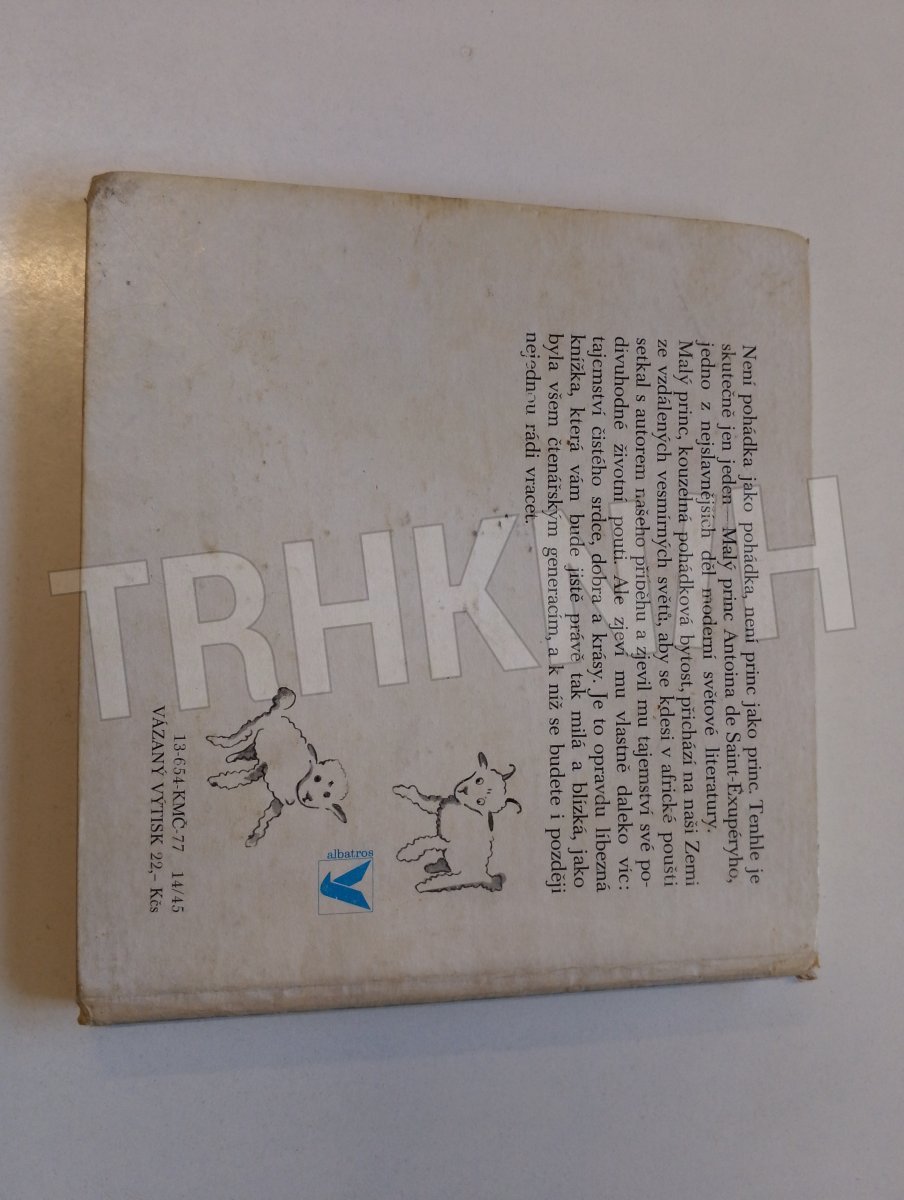 Není pohádka jako pohádka, není princ jako princ. Tenhle je
skutečně jen jeden — Malý princ Antoina de Saint-Exupéryho,
jedno z nejslavnějších děl moderní světové literatury.
Malý princ, kouzelná pohádková bytost, přichází na naši Zemi
ze vzdálených vesmírných světů, aby se kdesi v africké poušti
setkal s autorem našeho příběhu a zjevil mu tajemství své po-
divuhodné životní pouti. Ale zjeví mu vlastně daleko víc:
tajemství čistého srdce, dobra a krásy. Je to opravdu líbezná
knížka, která vám bude jistě právě tak milá a blízká, jako
byla všem čtenářským generacím, a k níž se budete i později
nejednou rádi vracet.
albatros
13-654-KMČ-77 14/45
VÁZANÝ VÝTISK 22,– Kčs
TRHKNIH